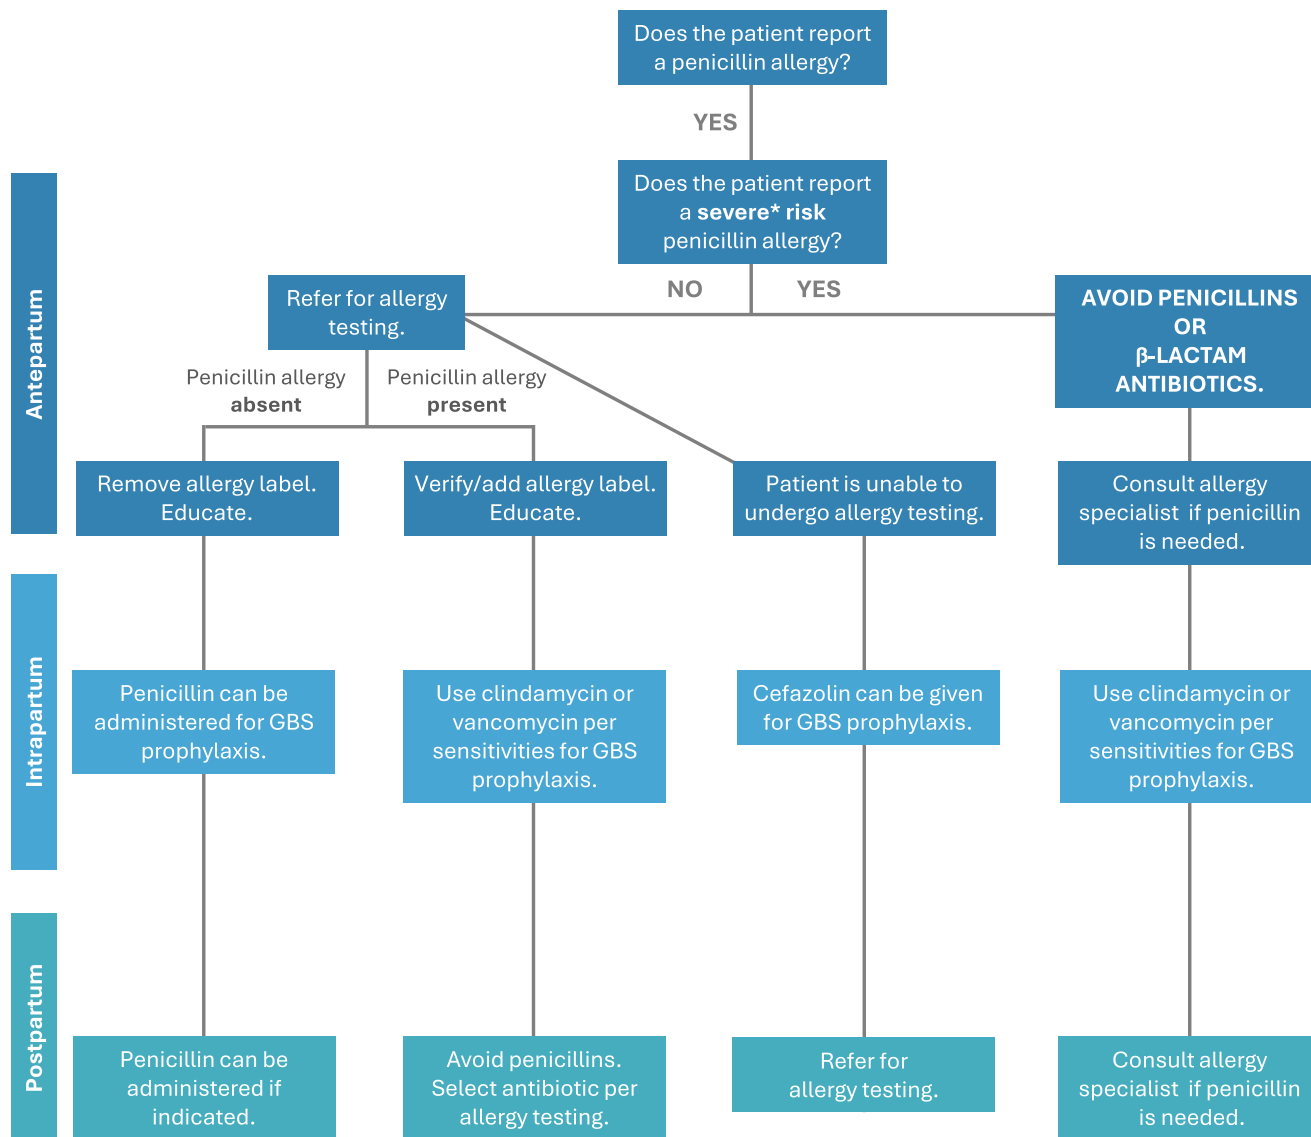 Does the patient report
a penicillin allergy?
YES
Does the patient report
a severe* risk
penicillin allergy?
NO
YES
Antepartum
Refer for allergy
testing.
AVOID PENICILLINS
OR
β-LACTAM
ANTIBIOTICS.
Penicillin allergy
absent
Penicillin allergy
present
Remove allergy label.
Educate.
Verify/add allergy label.
Educate.
Patient is unable to
undergo allergy testing.
Consult allergy
specialist if penicillin
is needed.
Intrapartum
Penicillin can be
administered for GBS
prophylaxis.
Use clindamycin or
vancomycin per
sensitivities for GBS
prophylaxis.
Cefazolin can be given
for GBS prophylaxis.
Use clindamycin or
vancomycin per
sensitivities for GBS
prophylaxis.
Postpartum
Penicillin can be
administered if
indicated.
Avoid penicillins.
Select antibiotic per
allergy testing.
Refer for
allergy testing.
Consult allergy
specialist if penicillin
is needed.